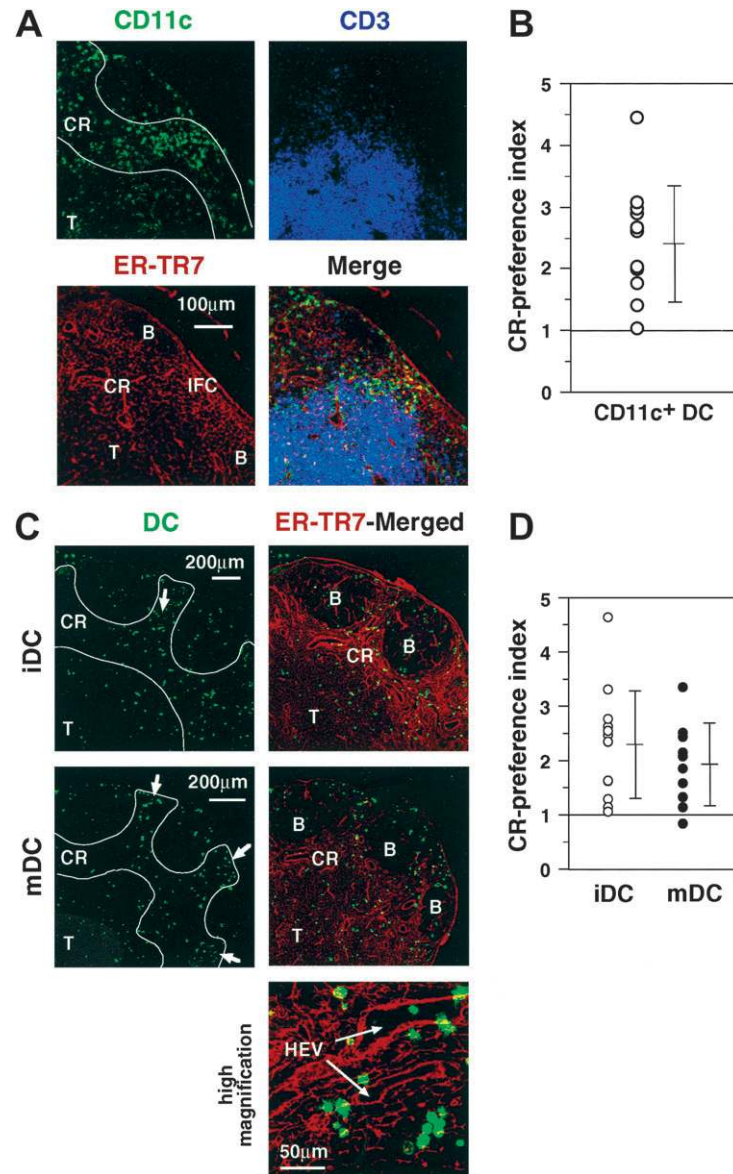 A
CD11c
CD3
CR
T
ER-TR7
Merge
100μm
B
CR
IFC
T
B
B
CR-preference index
5
4
3
2
1
0
CD11c+ DC
C
DC
ER-TR7-Merged
iDC
200μm
CR
T
B
B
CR
T
mDC
200μm
CR
T
B
B
CR
B
T
high
magnification
HEV
50μm
D
CR-preference index
5
4
3
2
1
0
iDC
mDC